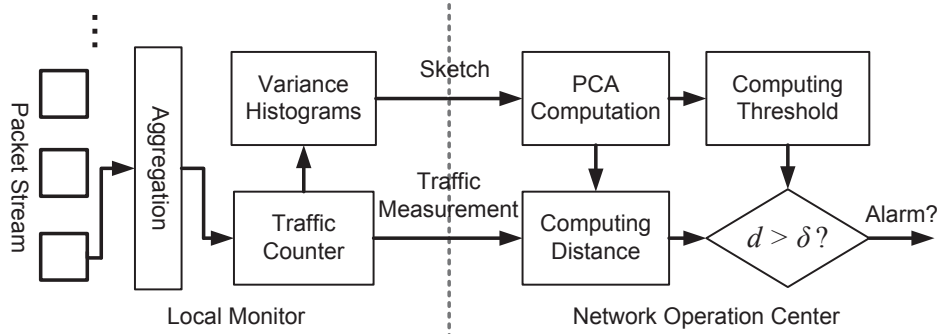 Packet Stream
Aggregation
Variance
Histograms
Traffic
Counter
Sketch
Traffic
Measurement
PCA
Computation
Computing
Threshold
Computing
Distance
d > δ ?
Alarm?
Local Monitor
Network Operation Center